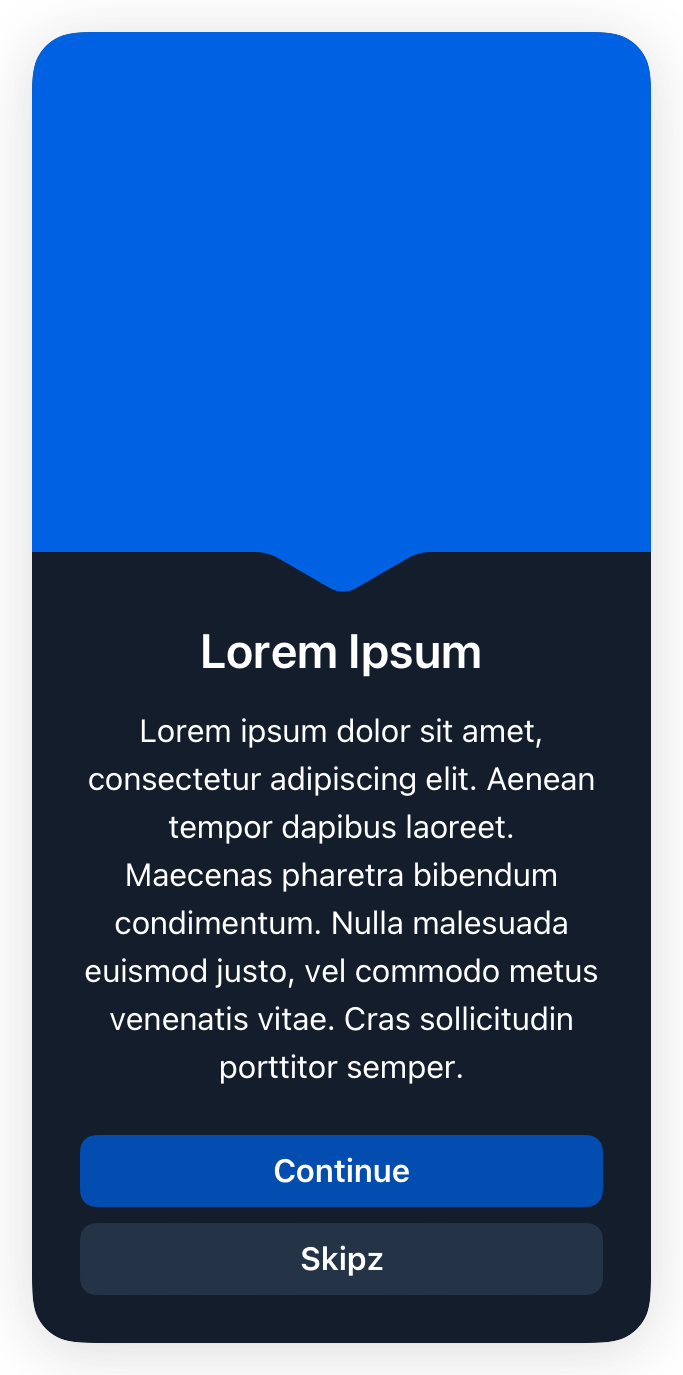 Lorem Ipsum
Lorem ipsum dolor sit amet,
consectetur adipiscing elit. Aenean
tempor dapibus laoreet.
Maecenas pharetra bibendum
condimentum. Nulla malesuada
euismod justo, vel commodo metus
venenatis vitae. Cras sollicitudin
porttitor semper.
Continue
Skipz